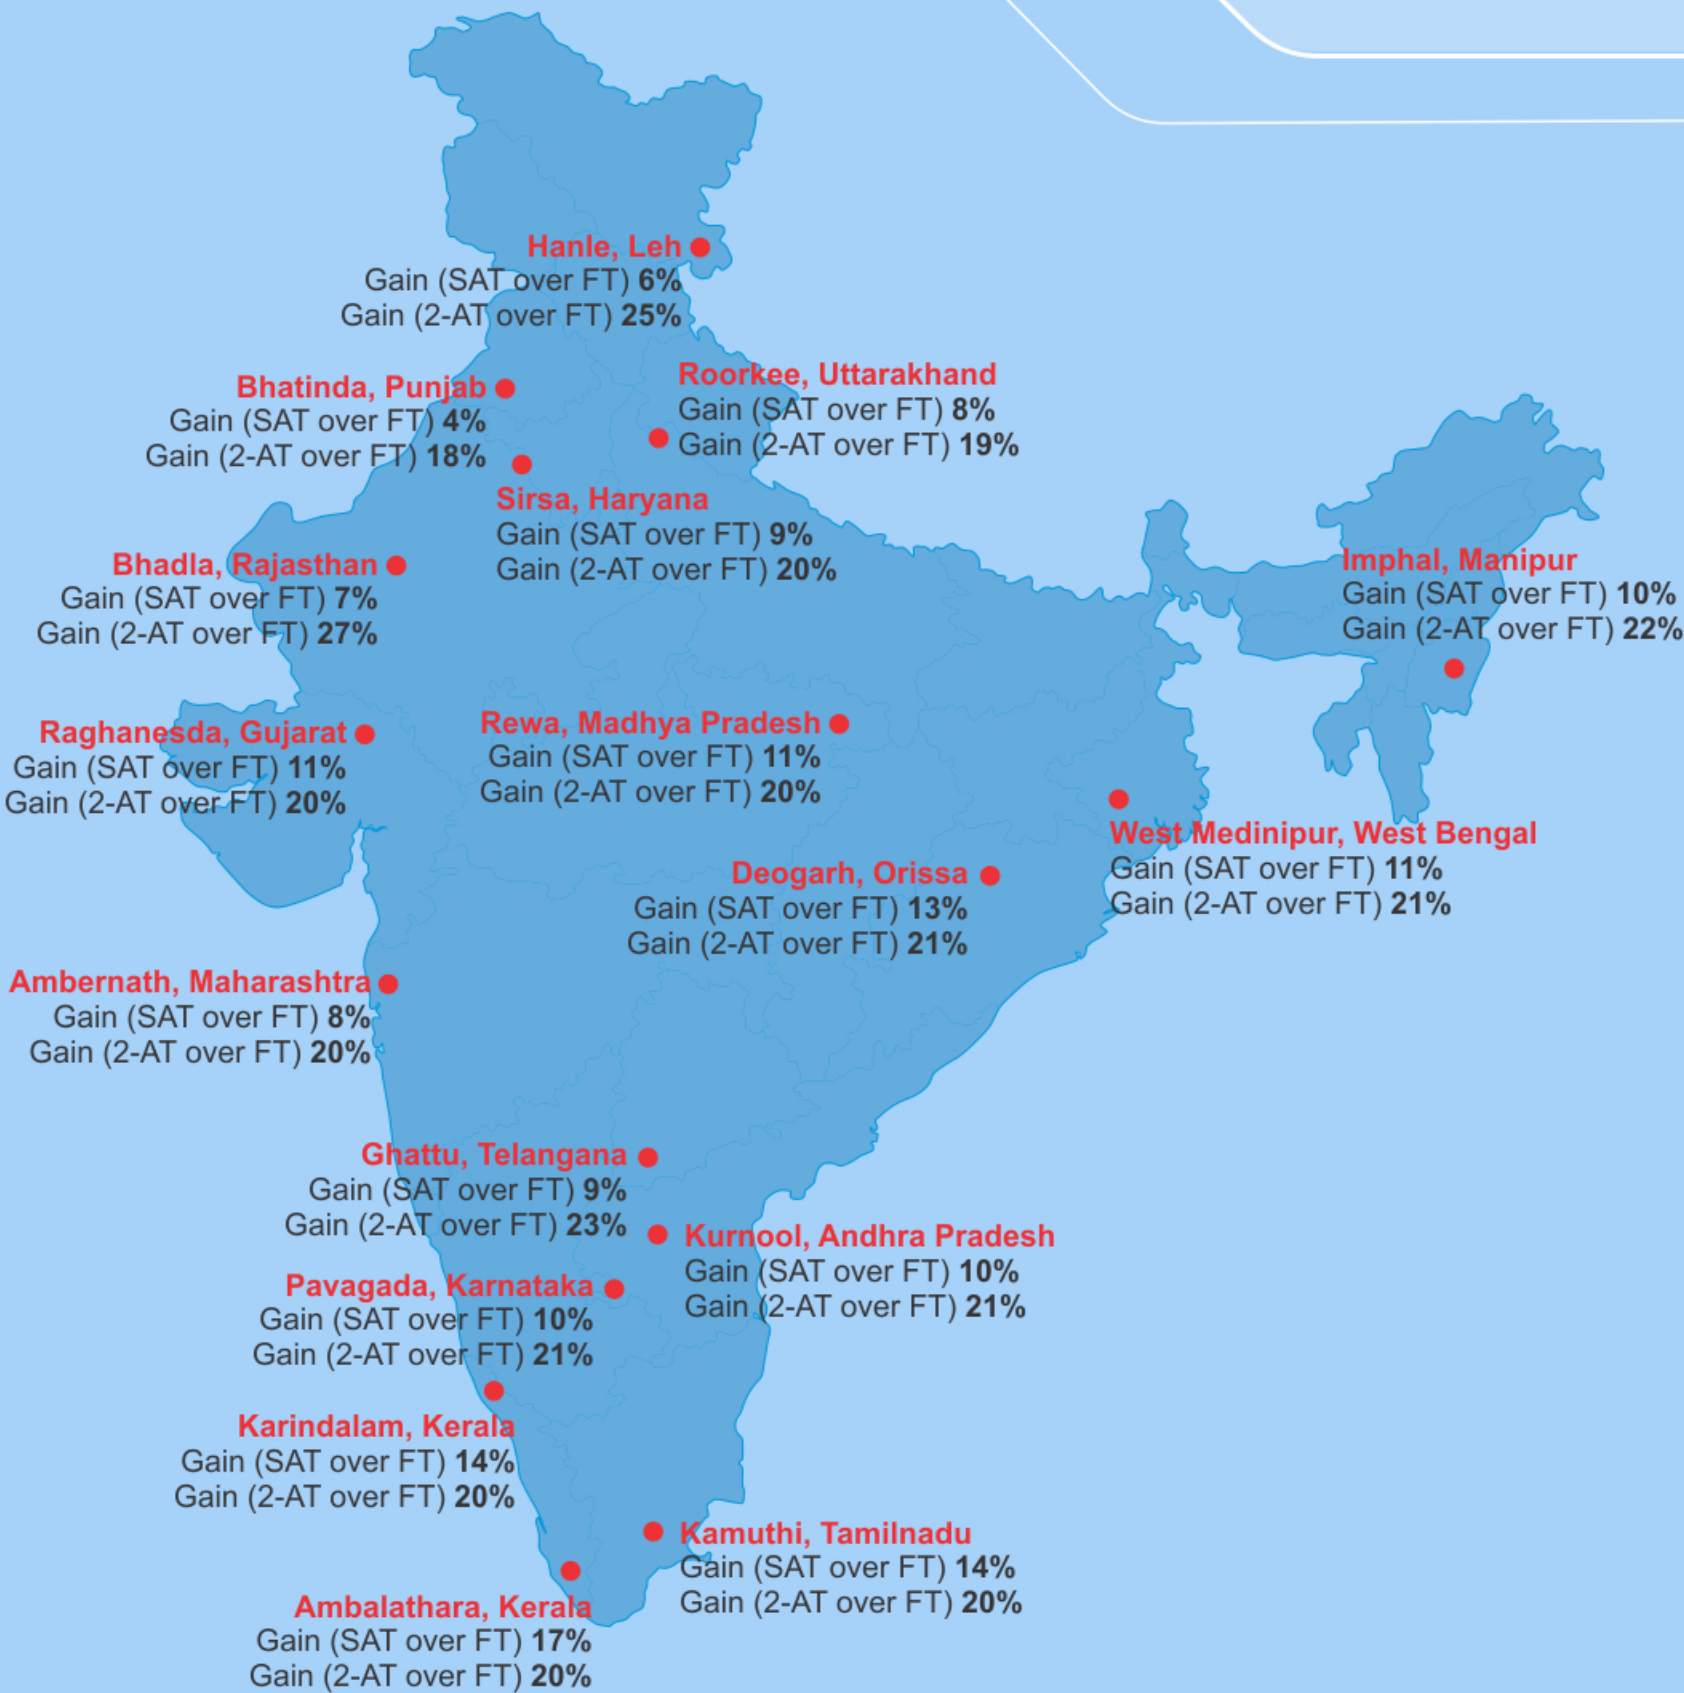 Hanle, Leh
Gain (SAT over FT) 6%
Gain (2-AT over FT) 25%
Bhatinda, Punjab
Gain (SAT over FT) 4%
Gain (2-AT over FT) 18%
Roorkee, Uttarakhand
Gain (SAT over FT) 8%
Gain (2-AT over FT) 19%
Sirsa, Haryana
Gain (SAT over FT) 9%
Gain (2-AT over FT) 20%
Bhadla, Rajasthan
Gain (SAT over FT) 7%
Gain (2-AT over FT) 27%
Imphal, Manipur
Gain (SAT over FT) 10%
Gain (2-AT over FT) 22%
Raghanesda, Gujarat
Gain (SAT over FT) 11%
Gain (2-AT over FT) 20%
Rewa, Madhya Pradesh
Gain (SAT over FT) 11%
Gain (2-AT over FT) 20%
West Medinipur, West Bengal
Gain (SAT over FT) 11%
Gain (2-AT over FT) 21%
Deogarh, Orissa
Gain (SAT over FT) 13%
Gain (2-AT over FT) 21%
Ambernath, Maharashtra
Gain (SAT over FT) 8%
Gain (2-AT over FT) 20%
Ghattu, Telangana
Gain (SAT over FT) 9%
Gain (2-AT over FT) 23%
Kurnool, Andhra Pradesh
Gain (SAT over FT) 10%
Gain (2-AT over FT) 21%
Pavagada, Karnataka
Gain (SAT over FT) 10%
Gain (2-AT over FT) 21%
Karindalam, Kerala
Gain (SAT over FT) 14%
Gain (2-AT over FT) 20%
Kamuthi, Tamilnadu
Gain (SAT over FT) 14%
Gain (2-AT over FT) 20%
Ambalathara, Kerala
Gain (SAT over FT) 17%
Gain (2-AT over FT) 20%